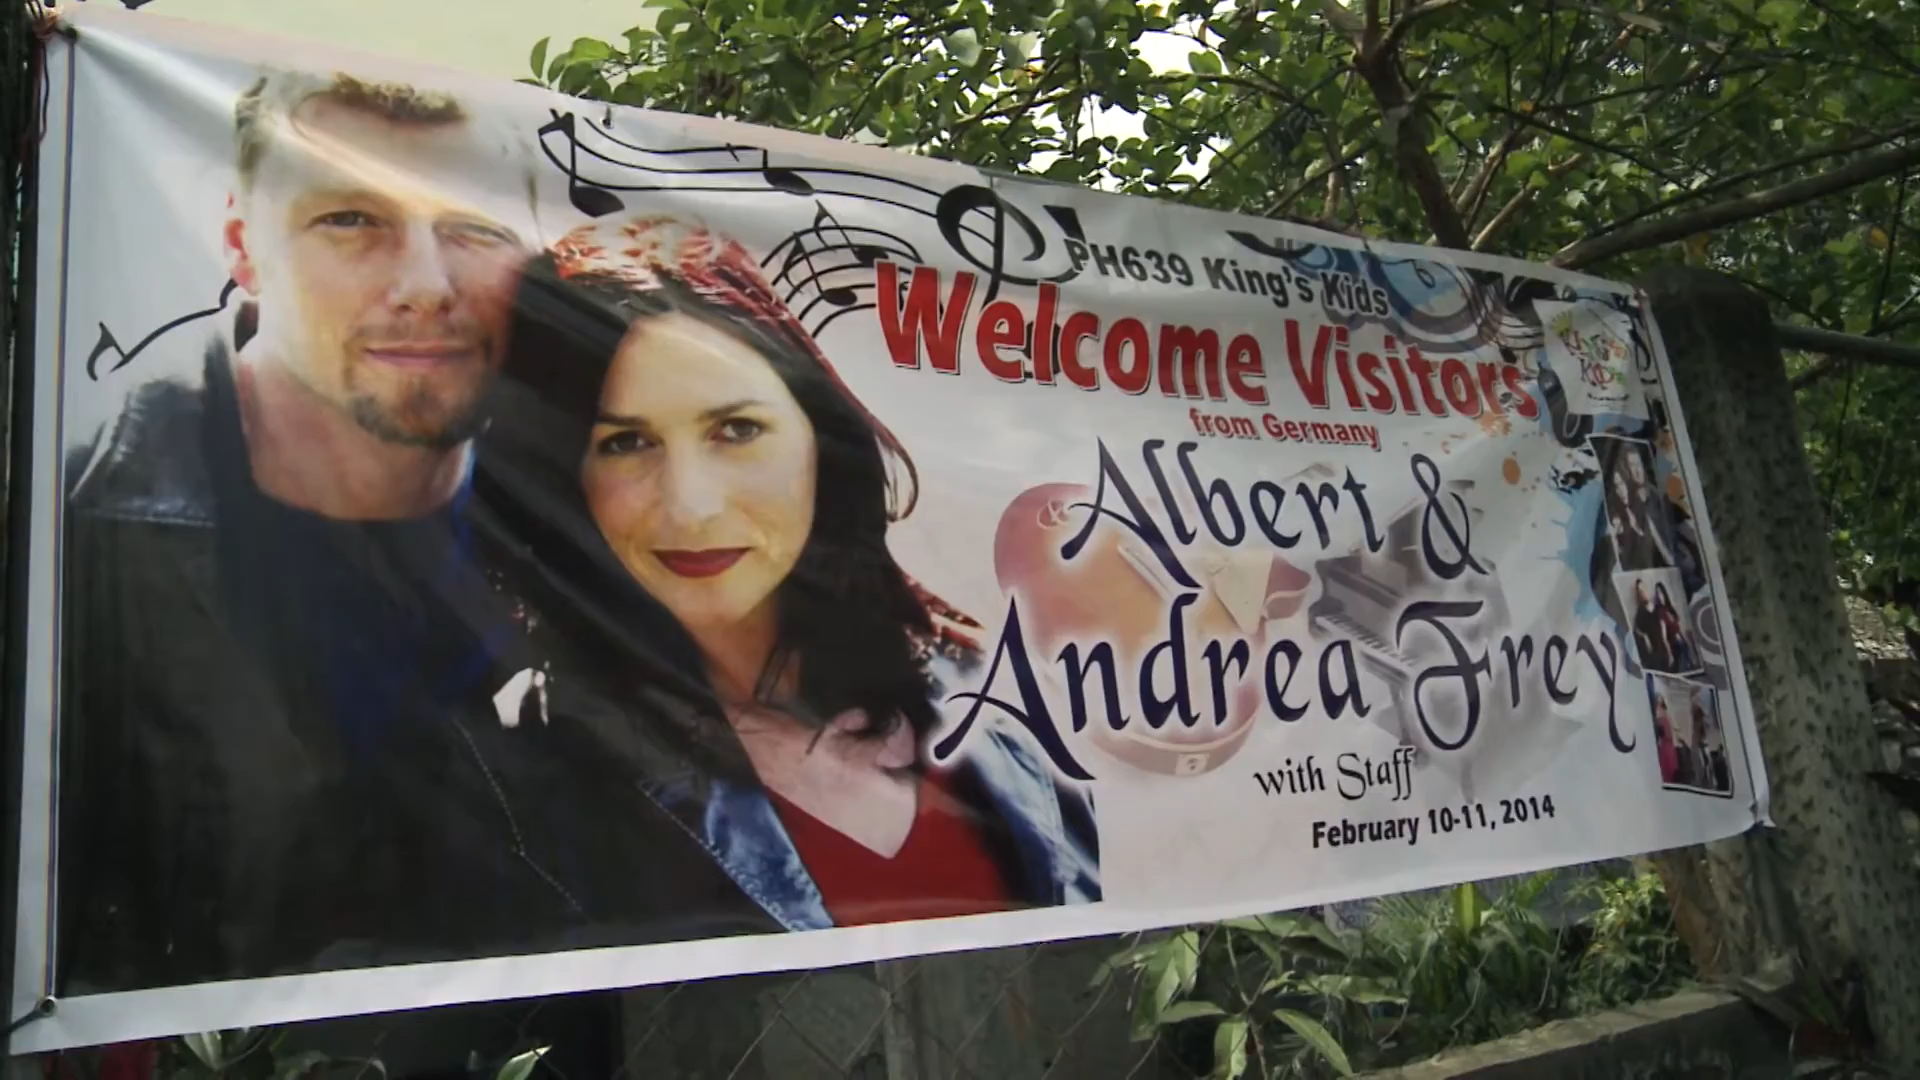 PH639 King's Kids
Welcome Visitors
from Germany
Albert &
Andrea Frey
with Staff
February 10-11, 2014